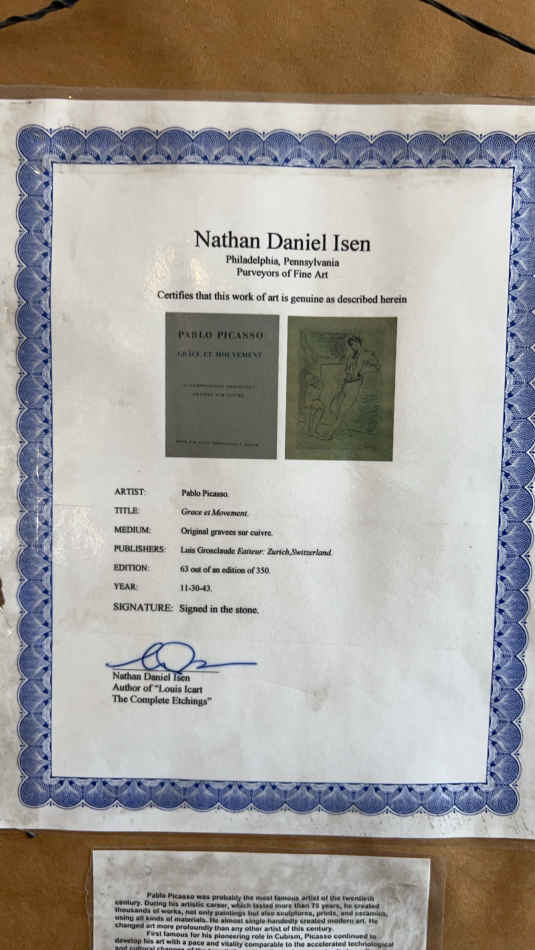 Nathan Daniel Isen
Philadelphia, Pennsylvania
Purveyors of Fine Art
Certifies that this work of art is genuine as described herein
PABLO PICASSO
GRÂCE ET MOUVEMENT
ARTIST: Pablo Picasso.
TITLE: Grace et Movement.
MEDIUM: Original gravees sur cuivre.
PUBLISHERS: Luis Grosclaude Eaiteur: Zurich,Switzerland.
EDITION: 63 out of an edition of 350.
YEAR: 11-30-43.
SIGNATURE: Signed in the stone.
Nathan Daniel Isen
Author of "Louis Icart
The Complete Etchings"
Pablo Picasso was probably the most famous artist of the twentieth
century. During his artistic career, which lasted more than 75 years, he created
thousands of works, not only paintings but also sculptures, prints, and ceramics,
using all kinds of materials. He almost single-handedly created modern art. He
changed art more profoundly than any other artist of this century.
First famous for his pioneering role in Cubism, Picasso continued to
develop his art with a pace and vitality comparable to the accelerated technological
and cultural changes of the